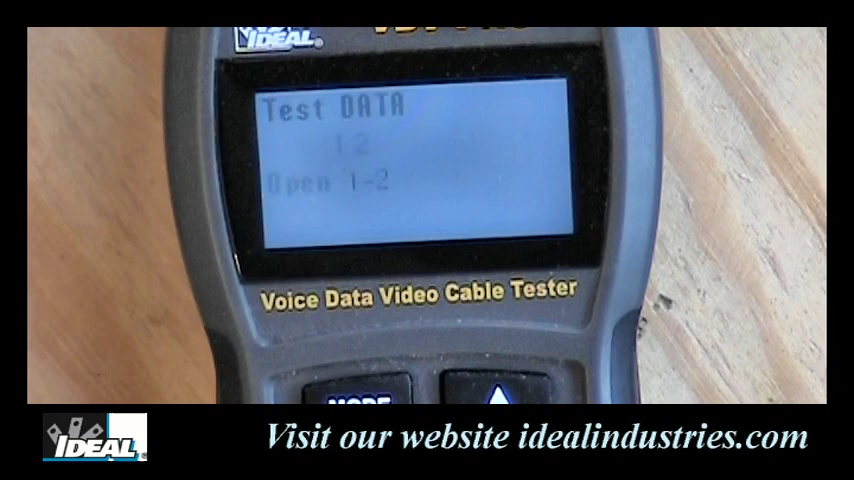 IDEAL®
Test DATA
1 2
Open 1-2
Voice Data Video Cable Tester
MODE
IDEAL®
Visit our website idealindustries.com